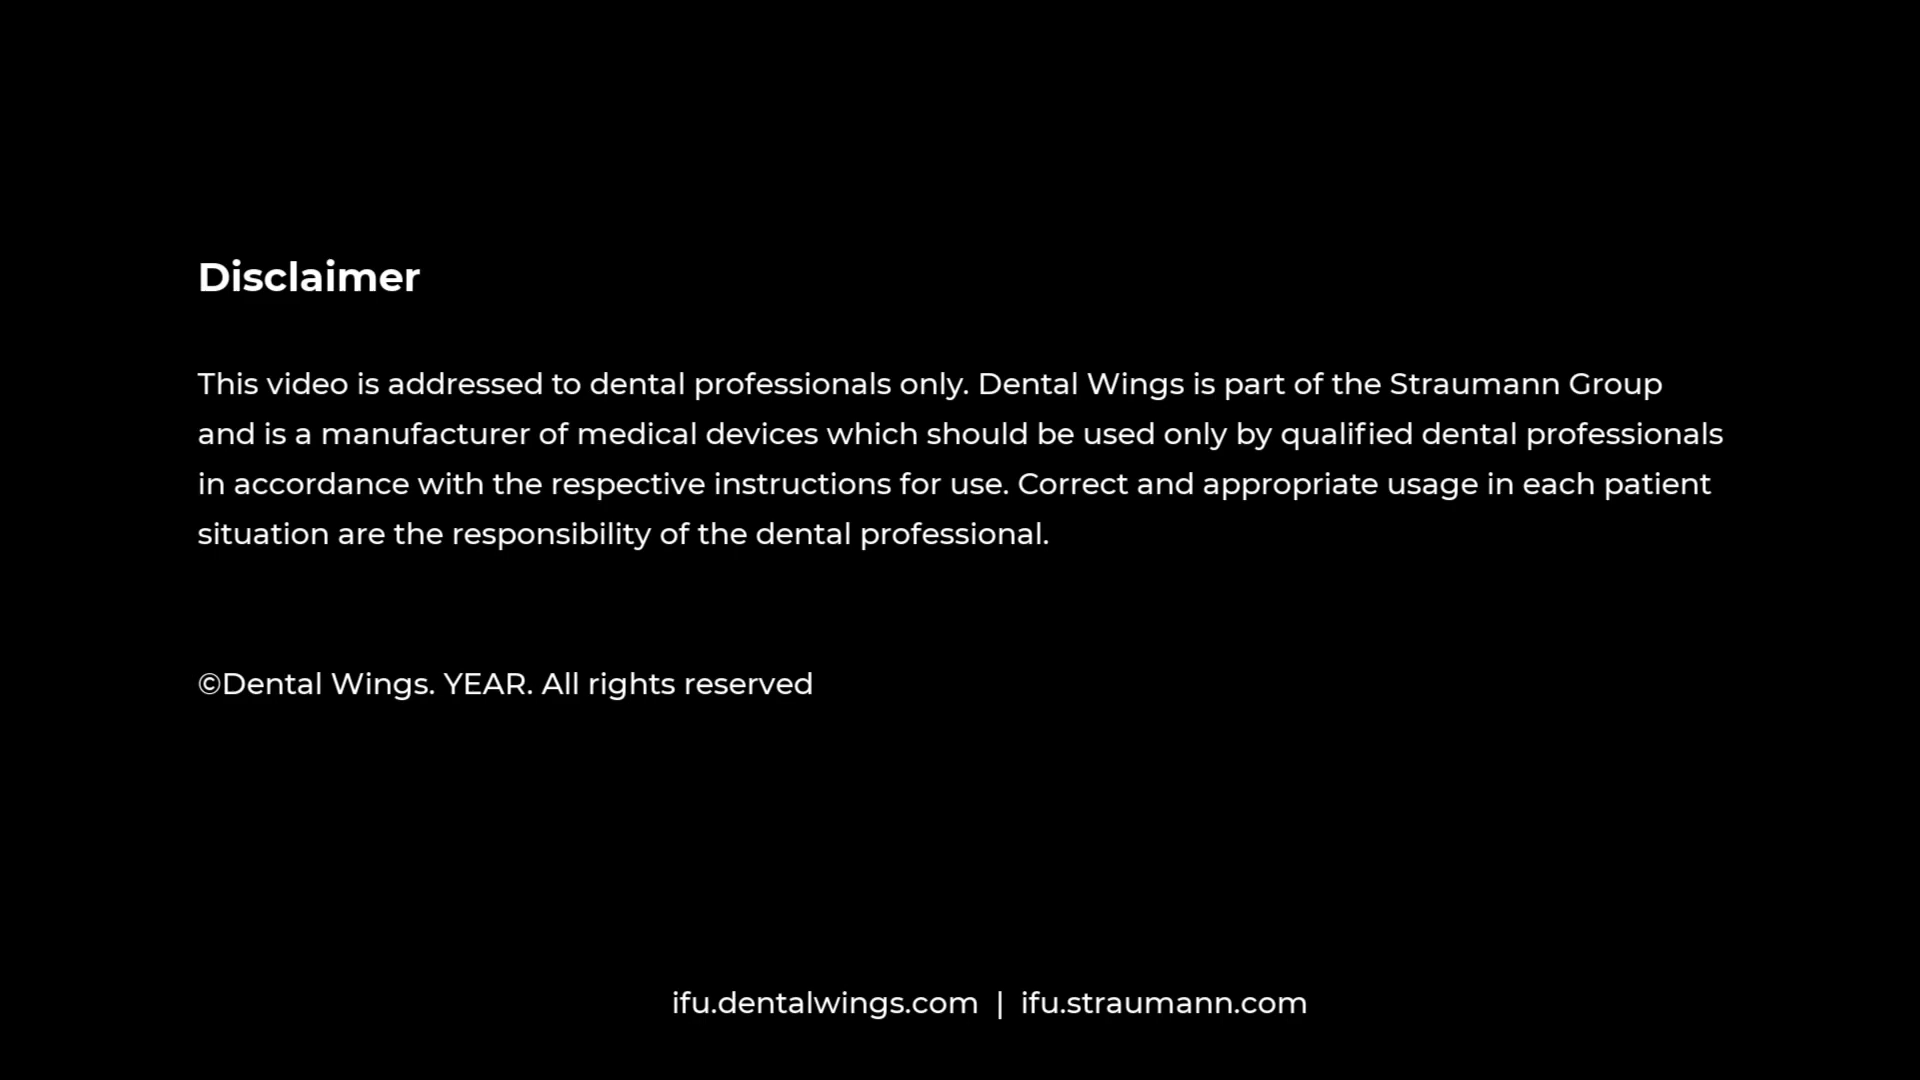 Disclaimer
This video is addressed to dental professionals only. Dental Wings is part of the Straumann Group
and is a manufacturer of medical devices which should be used only by qualified dental professionals
in accordance with the respective instructions for use. Correct and appropriate usage in each patient
situation are the responsibility of the dental professional.
©Dental Wings. YEAR. All rights reserved
ifu.dentalwings.com | ifu.straumann.com